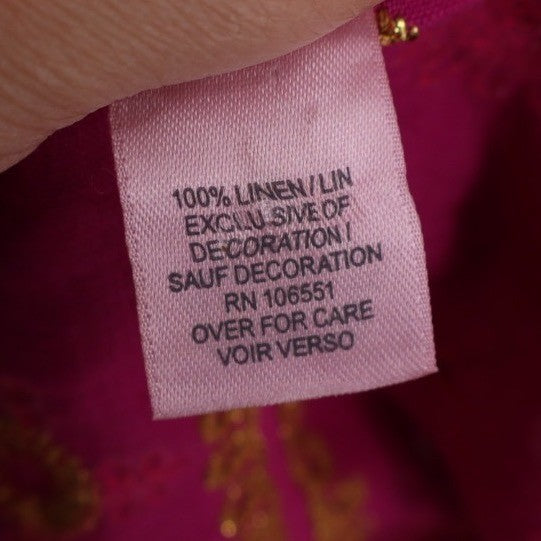 100% LINEN / LIN
EXCLUSIVE OF
DECORATION /
SAUF DECORATION
RN 106551
OVER FOR CARE
VOIR VERSO